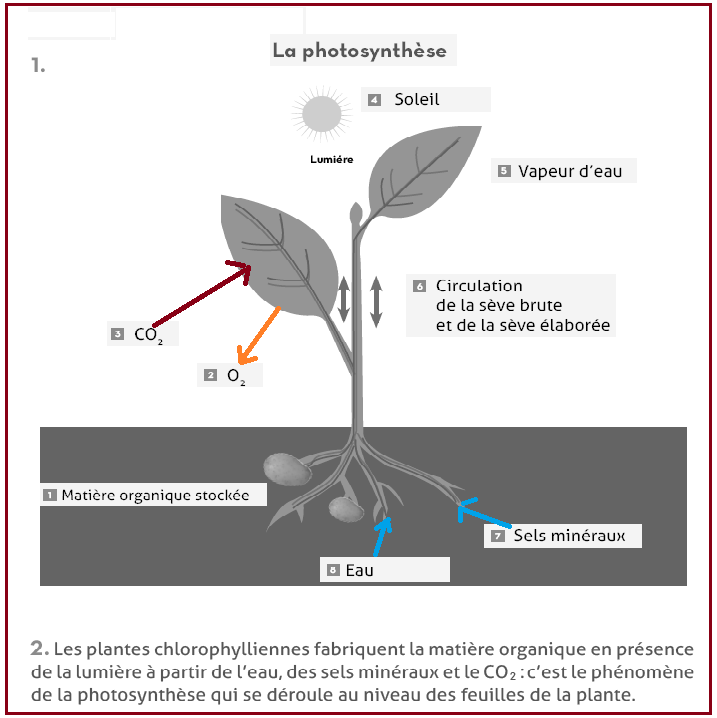 La photosynthèse
1.
4 Soleil
Lumiére
5 Vapeur d'eau
6 Circulation
de la sève brute
et de la sève élaborée
3 CO₂
2 O₂
1 Matière organique stockée
7 Sels minéraux
8 Eau
2. Les plantes chlorophylliennes fabriquent la matière organique en présence
de la lumière à partir de l'eau, des sels minéraux et le CO₂ : c'est le phénomène
de la photosynthèse qui se déroule au niveau des feuilles de la plante.